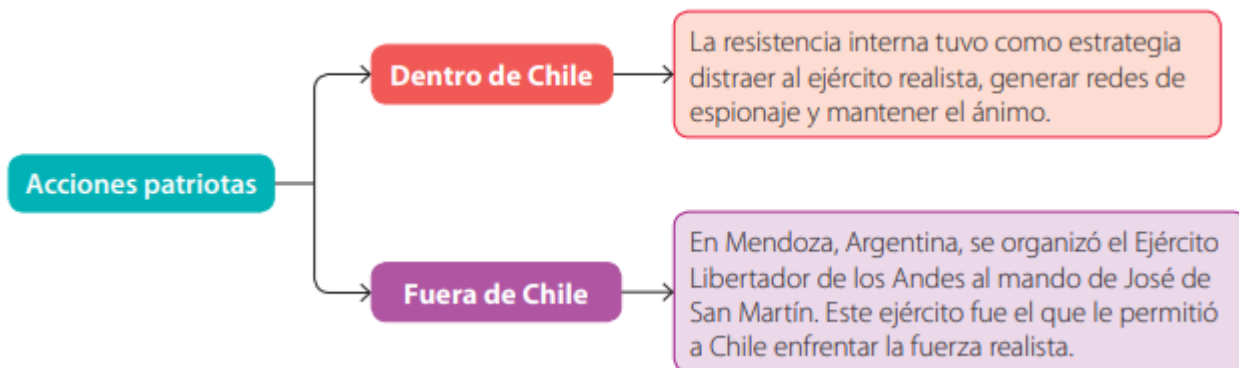 Acciones patriotas
Dentro de Chile
La resistencia interna tuvo como estrategia
distraer al ejército realista, generar redes de
espionaje y mantener el ánimo.
Fuera de Chile
En Mendoza, Argentina, se organizó el Ejército
Libertador de los Andes al mando de José de
San Martín. Este ejército fue el que le permitió
a Chile enfrentar la fuerza realista.